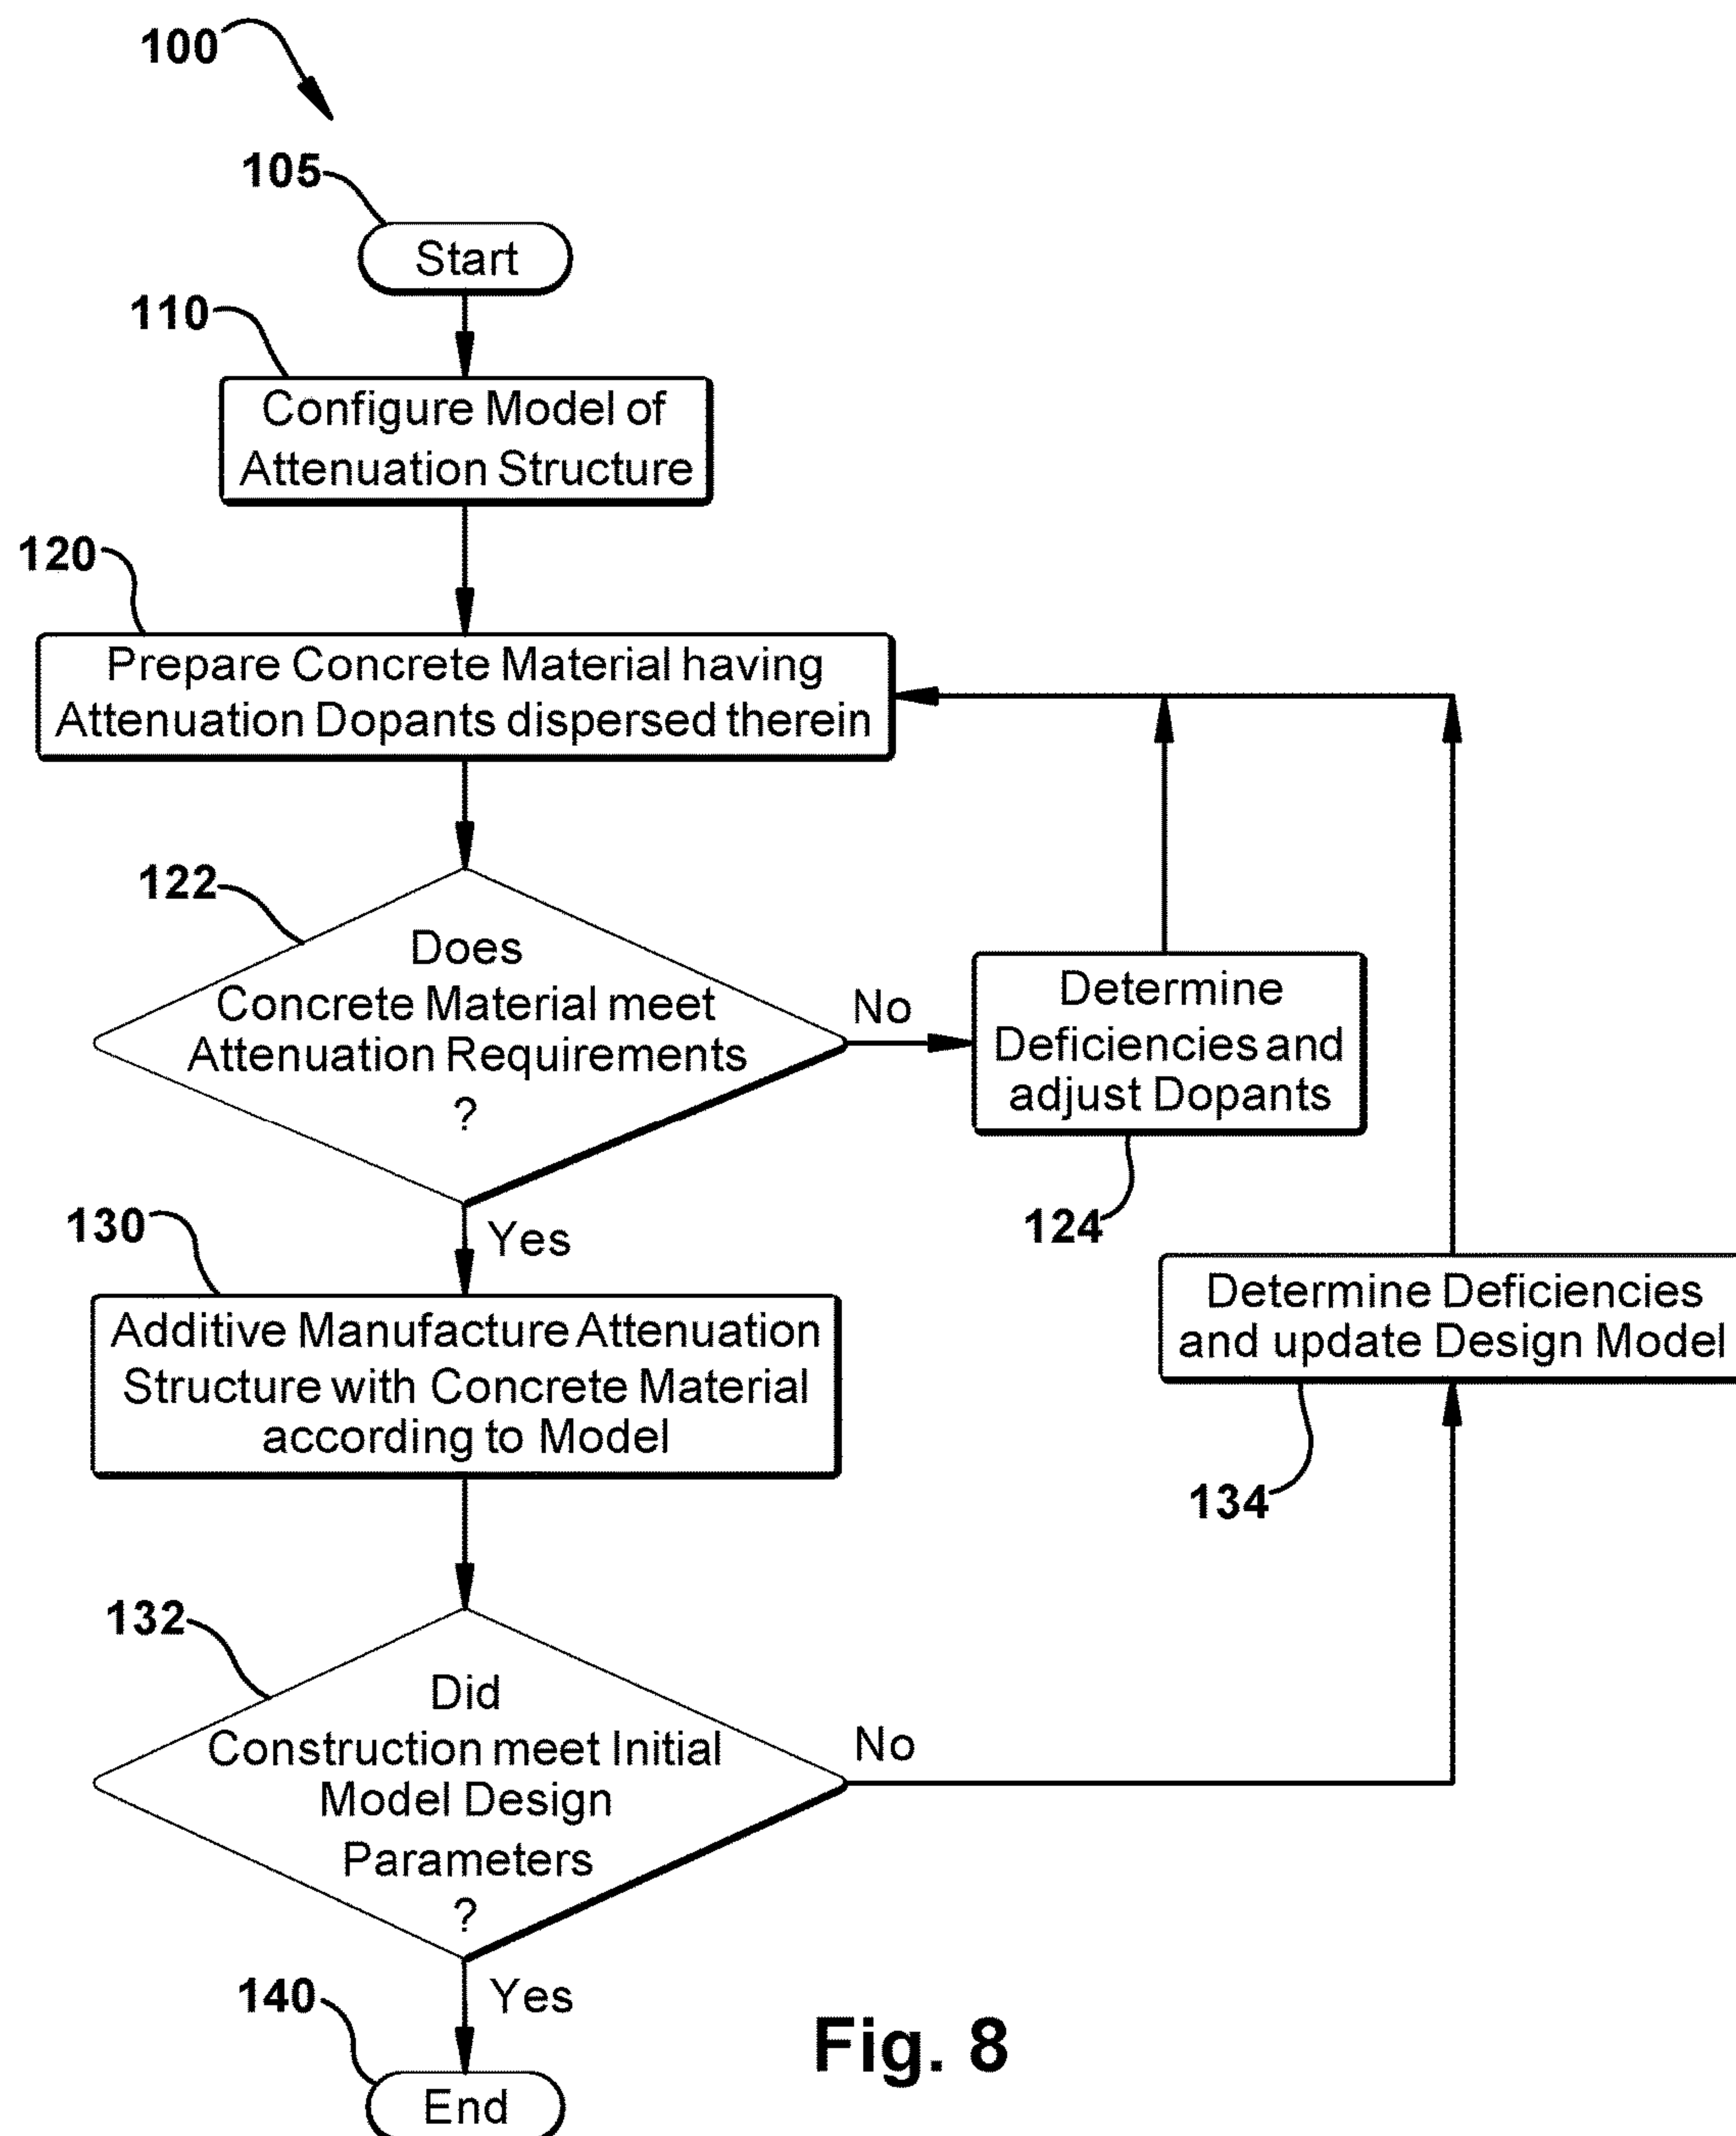 100
105
Start
110
Configure Model of
Attenuation Structure
120
Prepare Concrete Material having
Attenuation Dopants dispersed therein
122
Does
Concrete Material meet
Attenuation Requirements
?
No
Determine
Deficiencies and
adjust Dopants
124
Yes
130
Additive Manufacture Attenuation
Structure with Concrete Material
according to Model
Determine Deficiencies
and update Design Model
134
132
Did
Construction meet Initial
Model Design
Parameters
?
No
Yes
140
End
Fig. 8